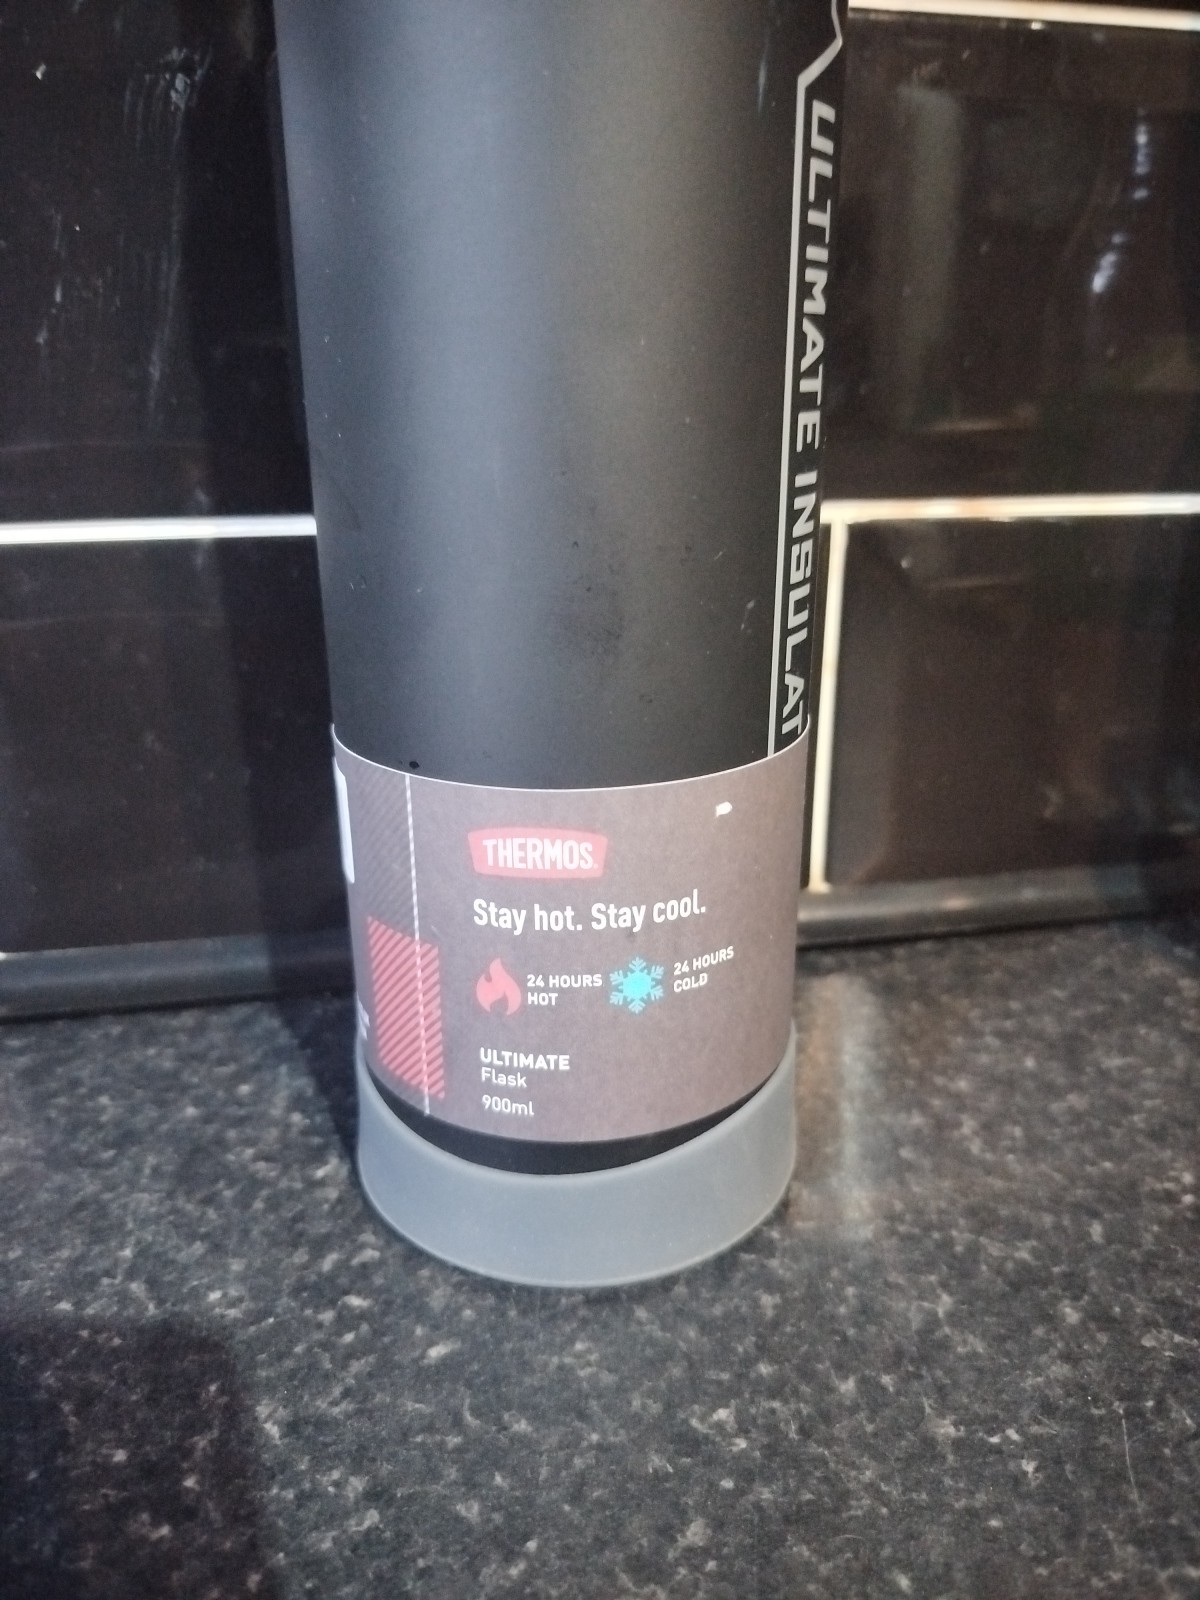 ULTIMATE INSULAT
THERMOS
Stay hot. Stay cool.
24 HOURS
HOT
24 HOURS
COLD
ULTIMATE
Flask
900ml